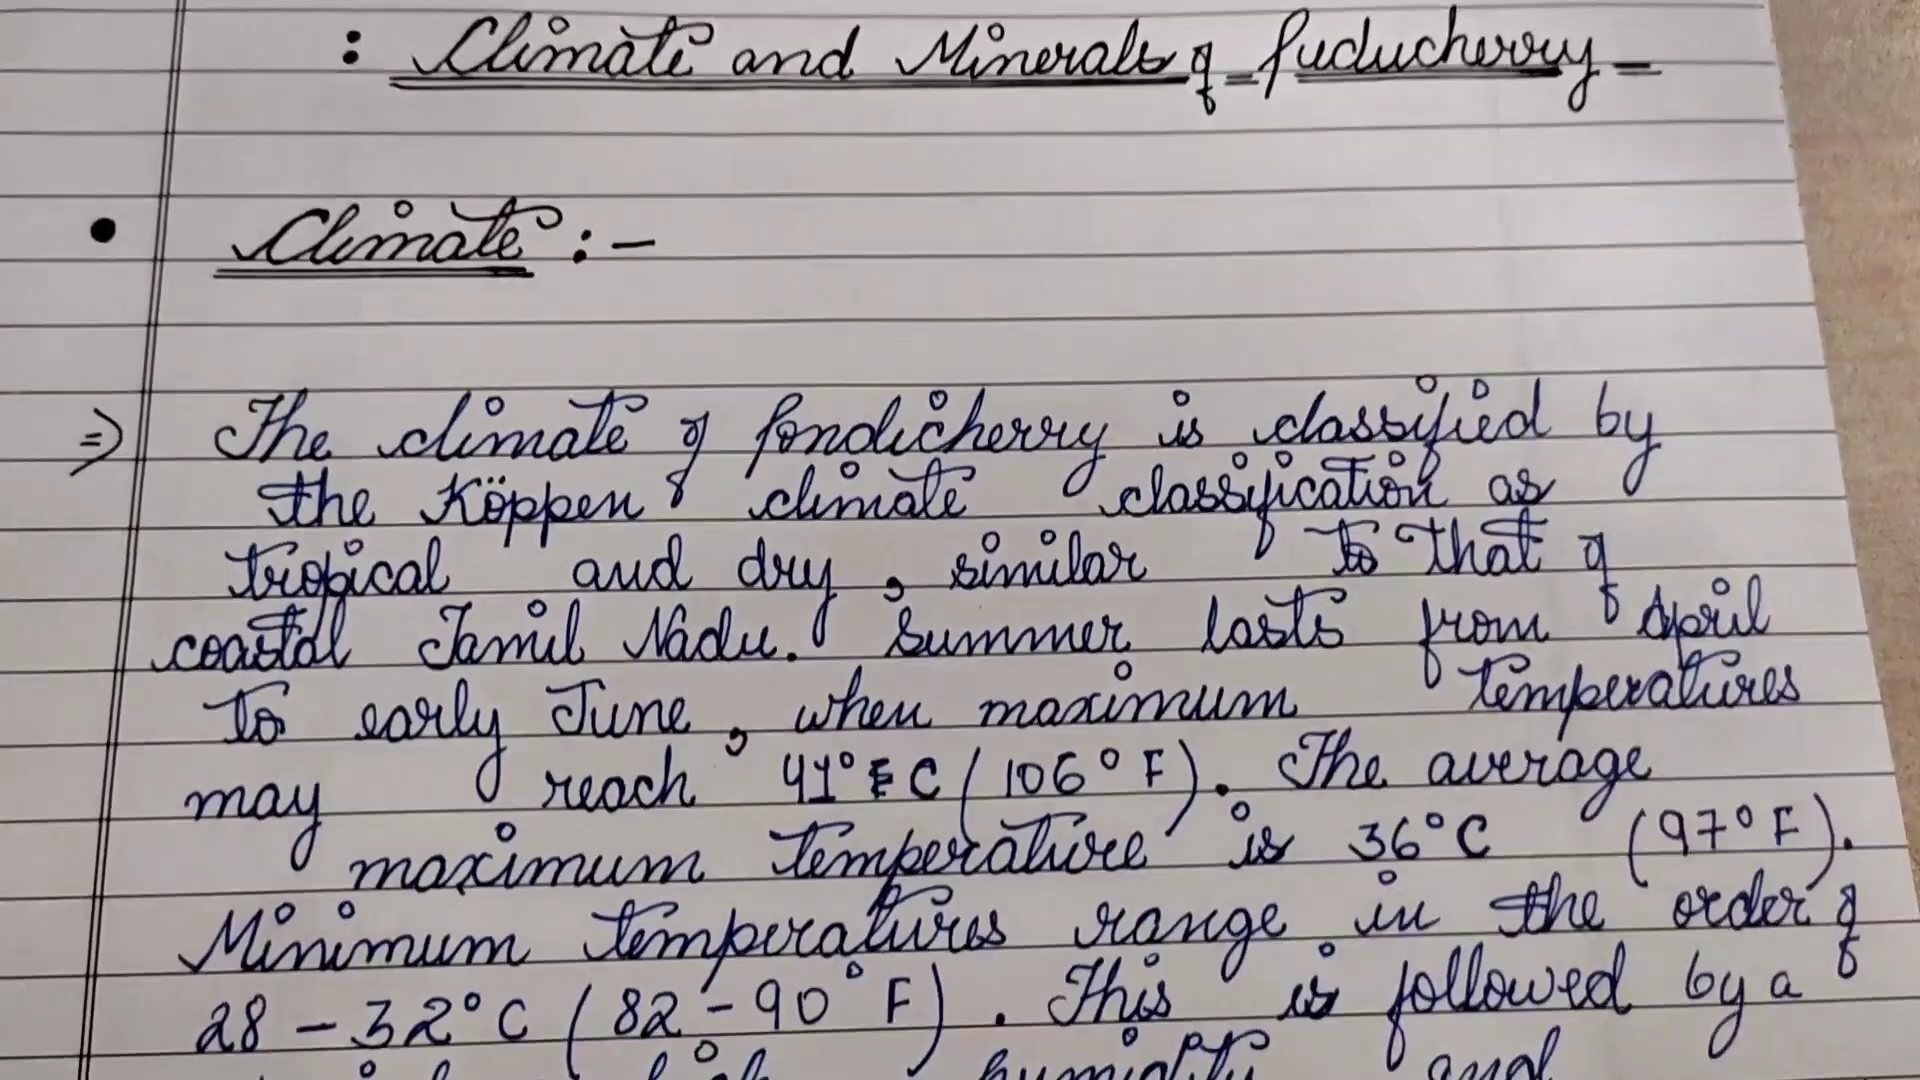 : Climate and Minerals of Puducherry -
• Climate :-
⇒ The climate of Pondicherry is classified by
the Köppen climate classification as
tropical and dry, similar to that of
coastal Tamil Nadu. Summer lasts from April
to early June, when maximum temperatures
may reach 41° C (106° F). The average
maximum temperature is 36°C (97° F).
Minimum temperatures range in the order of
28 - 32°C (82 - 90° F). This is followed by a
high humidity and